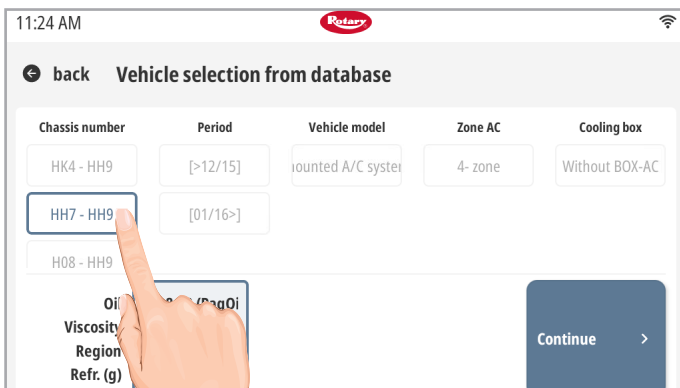 11:24 AM
Rotary
back Vehicle selection from database
Chassis number Period Vehicle model Zone AC Cooling box
HK4 - HH9 [>12/15] ounted A/C syster 4- zone Without BOX-AC
HH7 - HH9 [01/16>]
H08 - HH9
Oil
Viscosity
Region
Continue
Refr. (g)